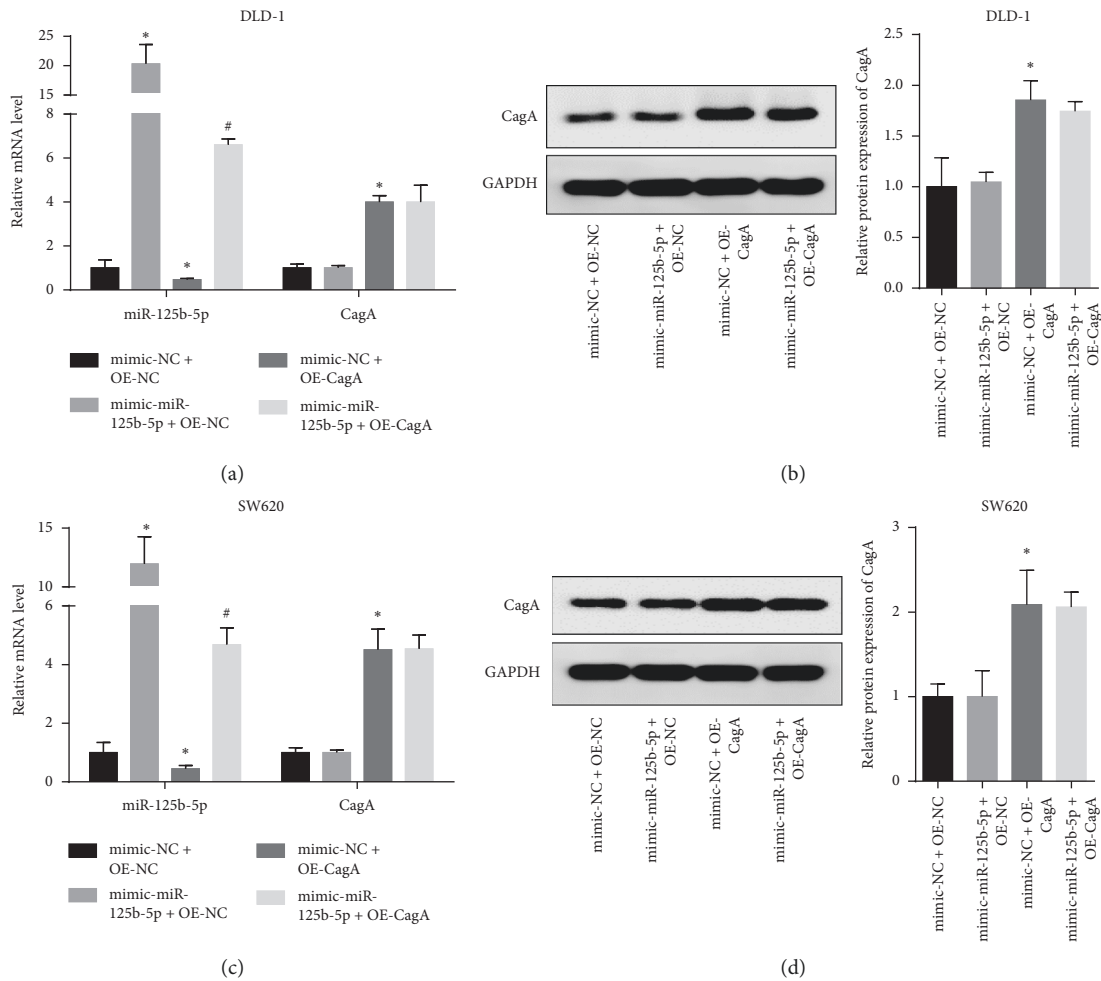 DLD-1
Relative mRNA level
25
20
15
8
6
4
2
0
*
*
#
*
miR-125b-5p
CagA
mimic-NC +
OE-NC
mimic-miR-
125b-5p + OE-NC
mimic-NC +
OE-CagA
mimic-miR-
125b-5p + OE-CagA
(a)
CagA
GAPDH
mimic-NC + OE-NC
mimic-miR-125b-5p +
OE-NC
mimic-NC + OE-
CagA
mimic-miR-125b-5p +
OE-CagA
DLD-1
Relative protein expression of CagA
2.5
2.0
1.5
1.0
0.5
0.0
*
mimic-NC + OE-NC
mimic-miR-125b-5p +
OE-NC
mimic-NC + OE-
CagA
mimic-miR-125b-5p +
OE-CagA
(b)
SW620
Relative mRNA level
15
10
6
4
2
0
*
*
#
*
miR-125b-5p
CagA
mimic-NC +
OE-NC
mimic-miR-
125b-5p + OE-NC
mimic-NC +
OE-CagA
mimic-miR-
125b-5p + OE-CagA
(c)
CagA
GAPDH
mimic-NC + OE-NC
mimic-miR-125b-5p +
OE-NC
mimic-NC + OE-
CagA
mimic-miR-125b-5p +
OE-CagA
SW620
Relative protein expression of CagA
3
2
1
0
*
mimic-NC + OE-NC
mimic-miR-125b-5p +
OE-NC
mimic-NC + OE-
CagA
mimic-miR-125b-5p +
OE-CagA
(d)